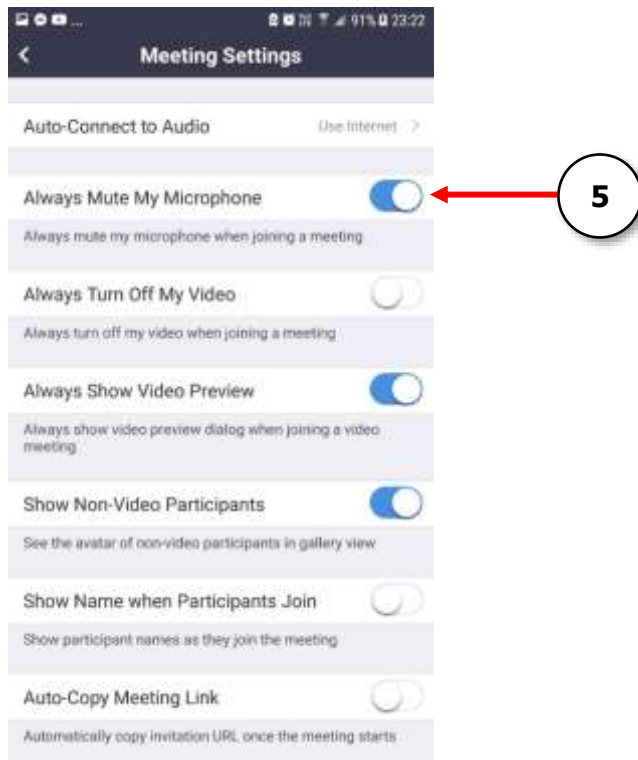 ... 91% 23:22
Meeting Settings
Auto-Connect to Audio Use Internet >
Always Mute My Microphone
5
Always mute my microphone when joining a meeting
Always Turn Off My Video
Always turn off my video when joining a meeting
Always Show Video Preview
Always show video preview dialog when joining a video
meeting
Show Non-Video Participants
See the avatar of non-video participants in gallery view
Show Name when Participants Join
Show participant names as they join the meeting
Auto-Copy Meeting Link
Automatically copy invitation URL once the meeting starts